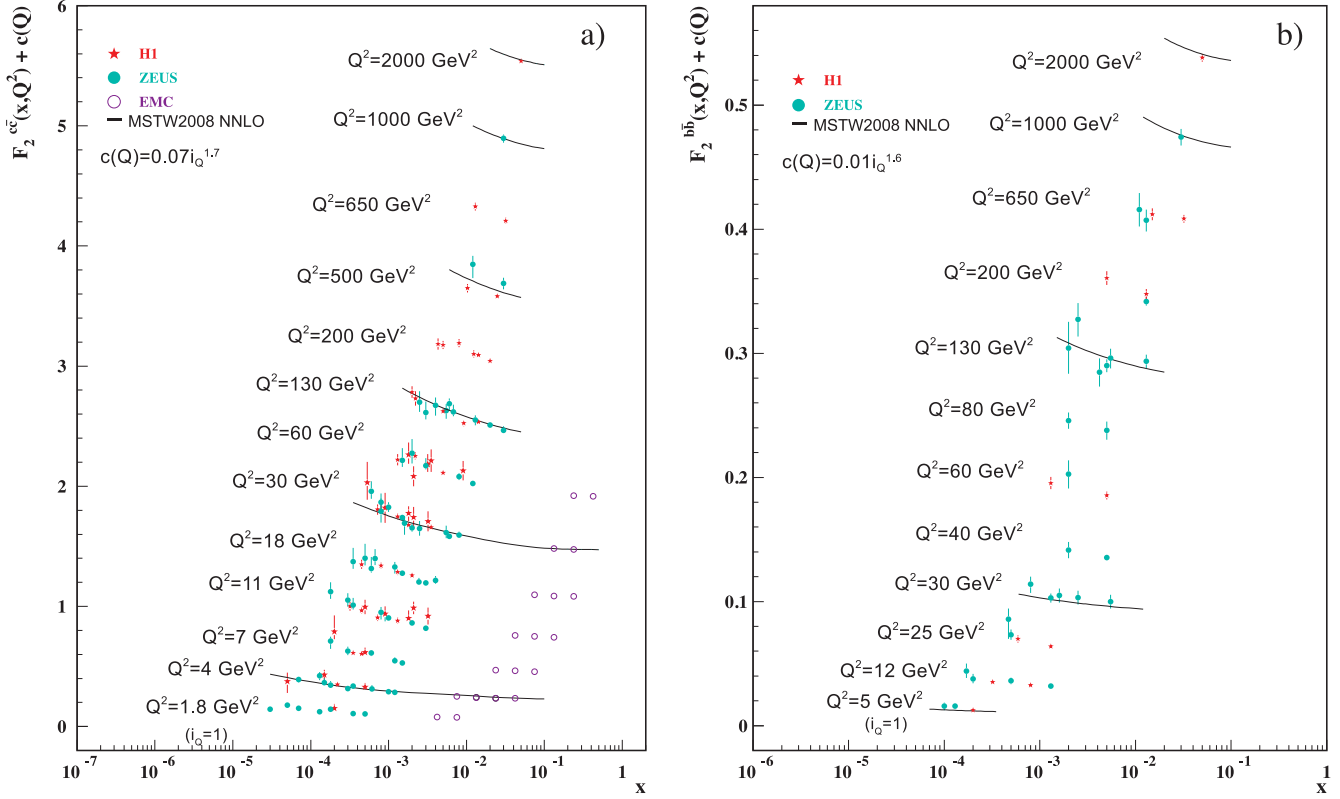 a)
F₂ᶜᶜ̄(x,Q²) + c(Q)
H1
ZEUS
EMC
MSTW2008 NNLO
c(Q)=0.07i_Q^1.7
Q²=2000 GeV²
Q²=1000 GeV²
Q²=650 GeV²
Q²=500 GeV²
Q²=200 GeV²
Q²=130 GeV²
Q²=60 GeV²
Q²=30 GeV²
Q²=18 GeV²
Q²=11 GeV²
Q²=7 GeV²
Q²=4 GeV²
Q²=1.8 GeV²
(i_Q=1)
6
5
4
3
2
1
0
10⁻⁷ 10⁻⁶ 10⁻⁵ 10⁻⁴ 10⁻³ 10⁻² 10⁻¹ 1
x
b)
F₂ᵇᵇ̄(x,Q²) + c(Q)
H1
ZEUS
MSTW2008 NNLO
c(Q)=0.01i_Q^1.6
Q²=2000 GeV²
Q²=1000 GeV²
Q²=650 GeV²
Q²=200 GeV²
Q²=130 GeV²
Q²=80 GeV²
Q²=60 GeV²
Q²=40 GeV²
Q²=30 GeV²
Q²=25 GeV²
Q²=12 GeV²
Q²=5 GeV²
(i_Q=1)
0.5
0.4
0.3
0.2
0.1
0
10⁻⁶ 10⁻⁵ 10⁻⁴ 10⁻³ 10⁻² 10⁻¹ 1
x